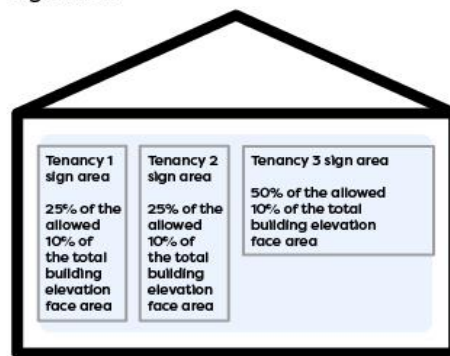 Tenancy 1
sign area
25% of the
allowed
10% of
the total
building
elevation
face area
Tenancy 2
sign area
25% of the
allowed
10% of
the total
building
elevation
face area
Tenancy 3 sign area
50% of the allowed
10% of the total
building elevation
face area